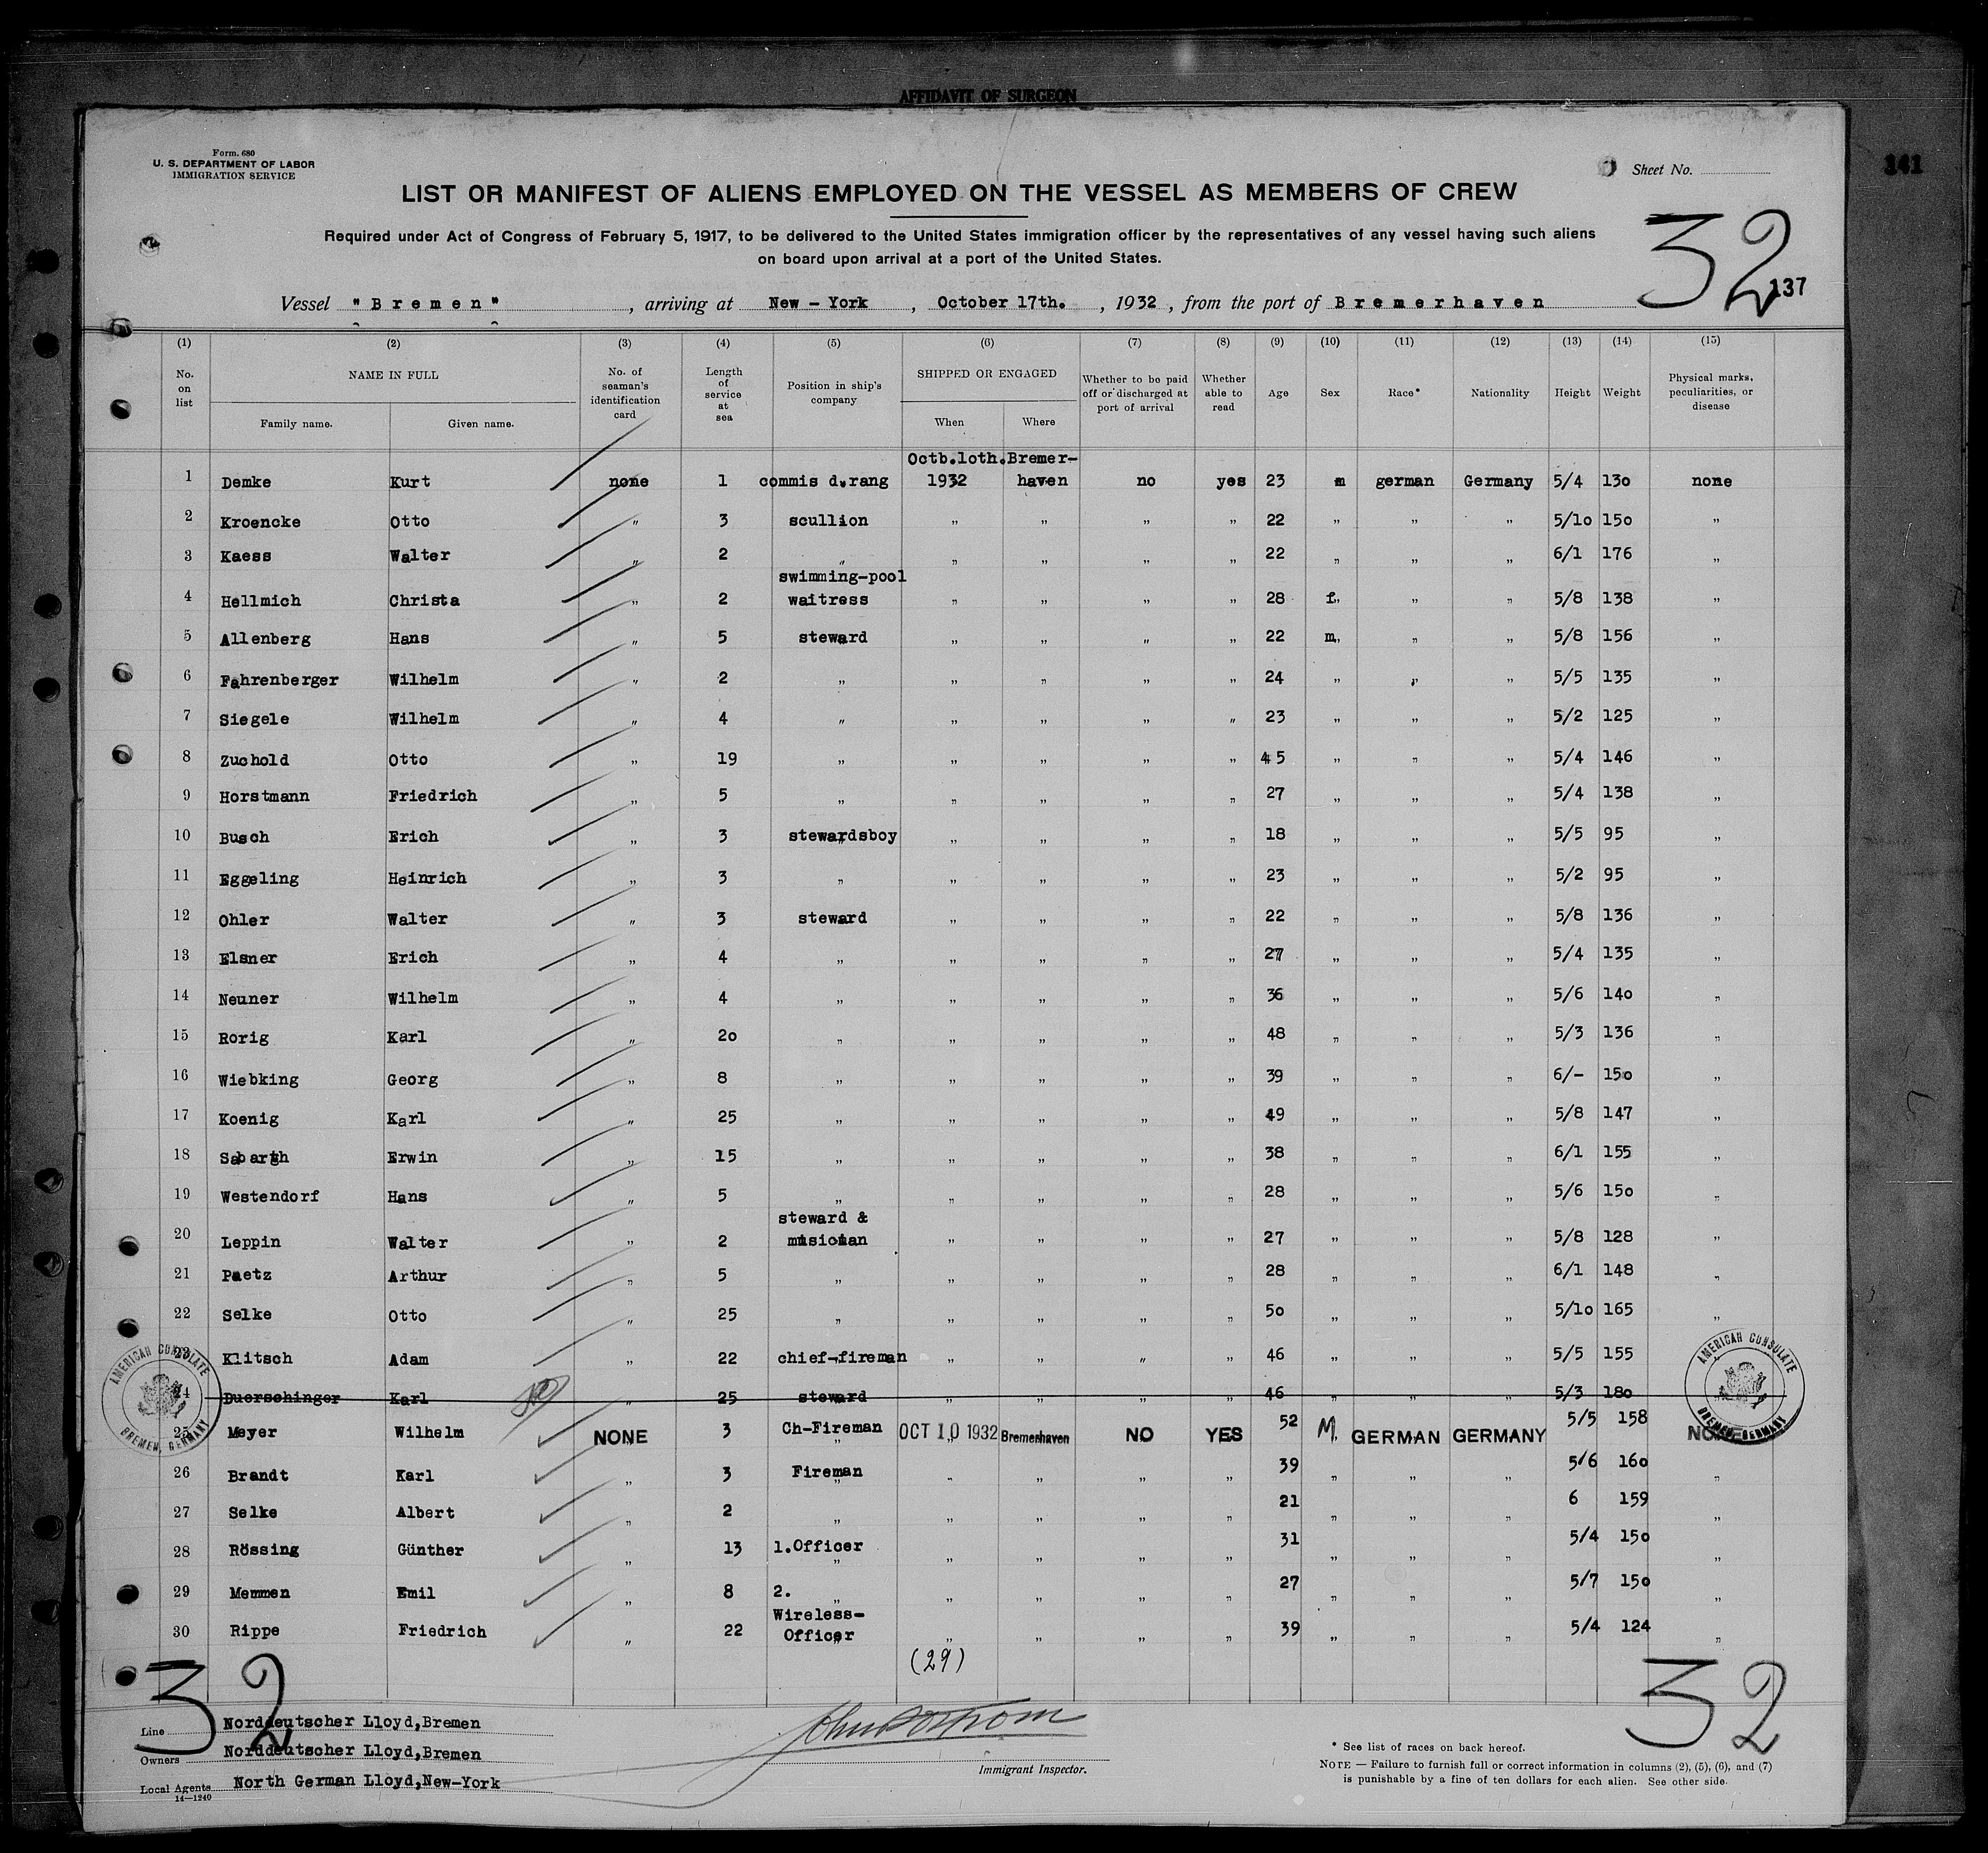 AFFIDAVIT OF SURGEON
Form. 680
U. S. DEPARTMENT OF LABOR
IMMIGRATION SERVICE
Sheet No.
141
LIST OR MANIFEST OF ALIENS EMPLOYED ON THE VESSEL AS MEMBERS OF CREW
Required under Act of Congress of February 5, 1917, to be delivered to the United States immigration officer by the representatives of any vessel having such aliens
on board upon arrival at a port of the United States.
32
137
Vessel "Bremen", arriving at New - York, October 17th., 1932, from the port of Bremerhaven
(1) (2) (3) (4) (5) (6) (7) (8) (9) (10) (11) (12) (13) (14) (15)
No. on list
NAME IN FULL
Family name. Given name.
No. of seaman's identification card
Length of service at sea
Position in ship's company
SHIPPED OR ENGAGED
When Where
Whether to be paid off or discharged at port of arrival
Whether able to read
Age
Sex
Race*
Nationality
Height
Weight
Physical marks, peculiarities, or disease
Octb.loth. Bremer-
1 Demke Kurt none 1 commis d.rang 1932 haven no yes 23 m german Germany 5/4 13o none
2 Kroencke Otto " 3 scullion " " " " 22 " " " 5/1o 15o "
3 Kaess Walter " 2 " " " " " 22 " " " 6/1 176 "
swimming-pool
4 Hellmich Christa " 2 waitress " " " " 28 f" " " 5/8 138 "
5 Allenberg Hans " 5 steward " " " " 22 m" " " 5/8 156 "
6 Fahrenberger Wilhelm " 2 " " " " " 24 " " " 5/5 135 "
7 Siegele Wilhelm " 4 " " " " " 23 " " " 5/2 125 "
8 Zuchold Otto " 19 " " " " " 45 " " " 5/4 146 "
9 Horstmann Friedrich " 5 " " " " " 27 " " " 5/4 138 "
10 Busch Erich " 3 stewardsboy " " " " 18 " " " 5/5 95 "
11 Eggeling Heinrich " 3 " " " " " 23 " " " 5/2 95 "
12 Ohler Walter " 3 steward " " " " 22 " " " 5/8 136 "
13 Elsner Erich " 4 " " " " " 27 " " " 5/4 135 "
14 Neuner Wilhelm " 4 " " " " " 36 " " " 5/6 14o "
15 Rorig Karl " 2o " " " " " 48 " " " 5/3 136 "
16 Wiebking Georg " 8 " " " " " 39 " " " 6/- 15o "
17 Koenig Karl " 25 " " " " " 49 " " " 5/8 147 "
18 Erwin " 15 " " " " " 38 " " " 6/1 155 "
19 Westendorf Hans " 5 " " " " " 28 " " " 5/6 15o "
steward &
20 Leppin Walter " 2 musician " " " " 27 " " " 5/8 128 "
21 Paetz Arthur " 5 " " " " " 28 " " " 6/1 148 "
22 Selke Otto " 25 " " " " " 5o " " " 5/1o 165 "
23 Klitsch Adam " 22 chief-fireman " " " " 46 " " " 5/5 155 "
24 Duerschinger Karl " 25 steward " " " " 46 " " " 5/3 18o "
25 Meyer Wilhelm NONE 3 Ch-Fireman OCT 10 1932 Bremerhaven NO YES 52 M GERMAN GERMANY 5/5 158 NONE
26 Brandt Karl " 3 Fireman " " " " 39 " " " 5/6 16o "
27 Selke Albert " 2 " " " " " 21 " " " 6 159 "
28 Rössing Günther " 13 1.Officer " " " " 31 " " " 5/4 15o "
29 Memmen Emil " 8 2. " " " " " 27 " " " 5/7 15o "
Wireless-
30 Rippe Friedrich " 22 Officer " " " " 39 " " " 5/4 124 "
(29)
AMERICAN CONSULATE
BREMEN, GERMANY
AMERICAN CONSULATE
BREMEN, GERMANY
32
32
Line Norddeutscher Lloyd,Bremen
Owners Norddeutscher Lloyd,Bremen
Local Agents North German Lloyd,New-York
14—1240
Immigrant Inspector.
* See list of races on back hereof.
NOTE — Failure to furnish full or correct information in columns (2), (5), (6), and (7)
is punishable by a fine of ten dollars for each alien. See other side.